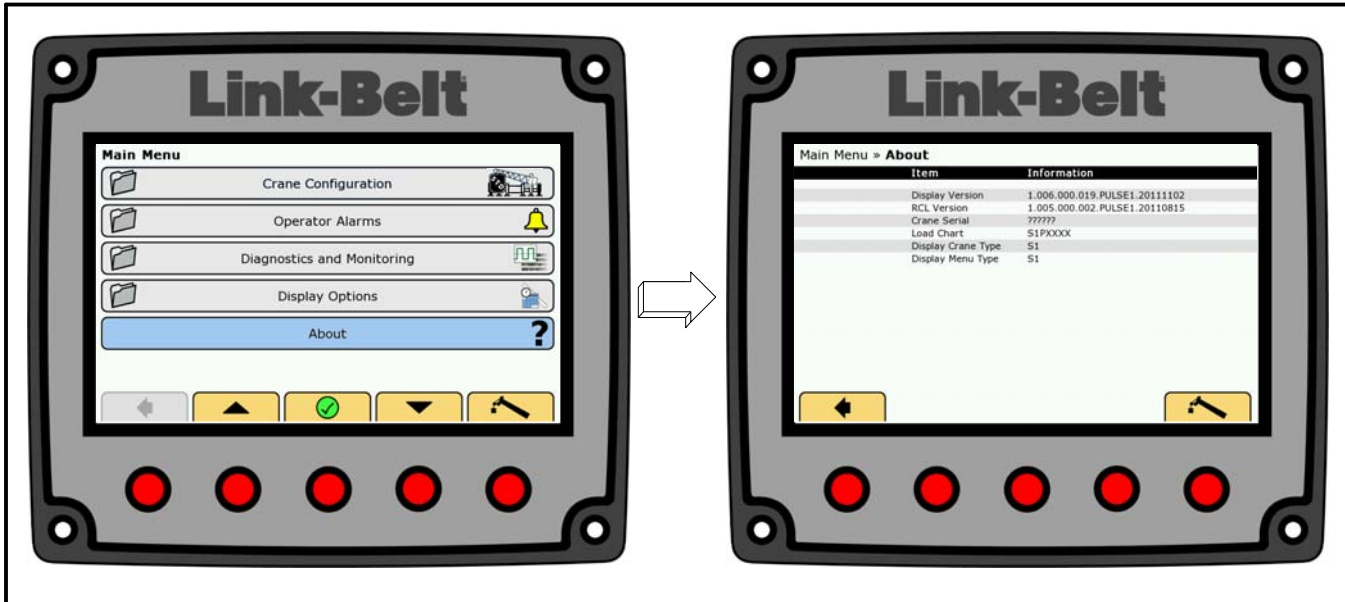 Link-Belt
Main Menu
Crane Configuration
Operator Alarms
Diagnostics and Monitoring
Display Options
About
?
Link-Belt
Main Menu » About
Item Information
Display Version 1.006.000.019.PULSE1.20111102
RCL Version 1.005.000.002.PULSE1.20110815
Crane Serial ??????
Load Chart S1PXXXX
Display Crane Type S1
Display Menu Type S1